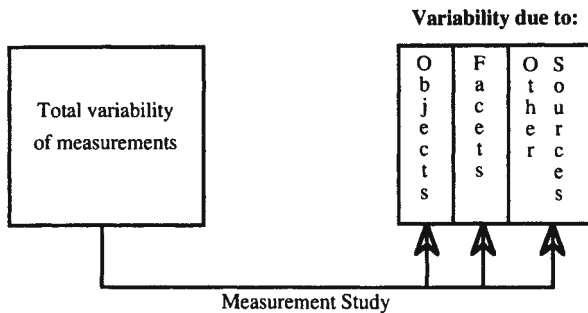 Variability due to:
Total variability
of measurements
Objects
Facets
Other
Sources
Measurement Study